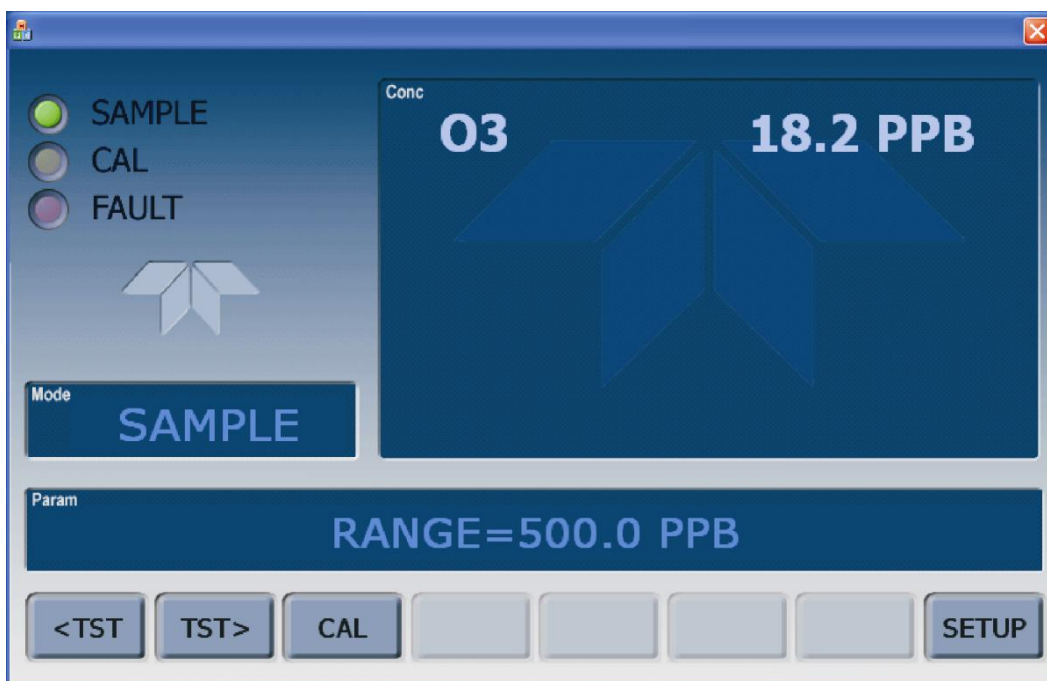 SAMPLE
CAL
FAULT
Conc
O3 18.2 PPB
Mode
SAMPLE
Param
RANGE=500.0 PPB
<TST TST> CAL SETUP